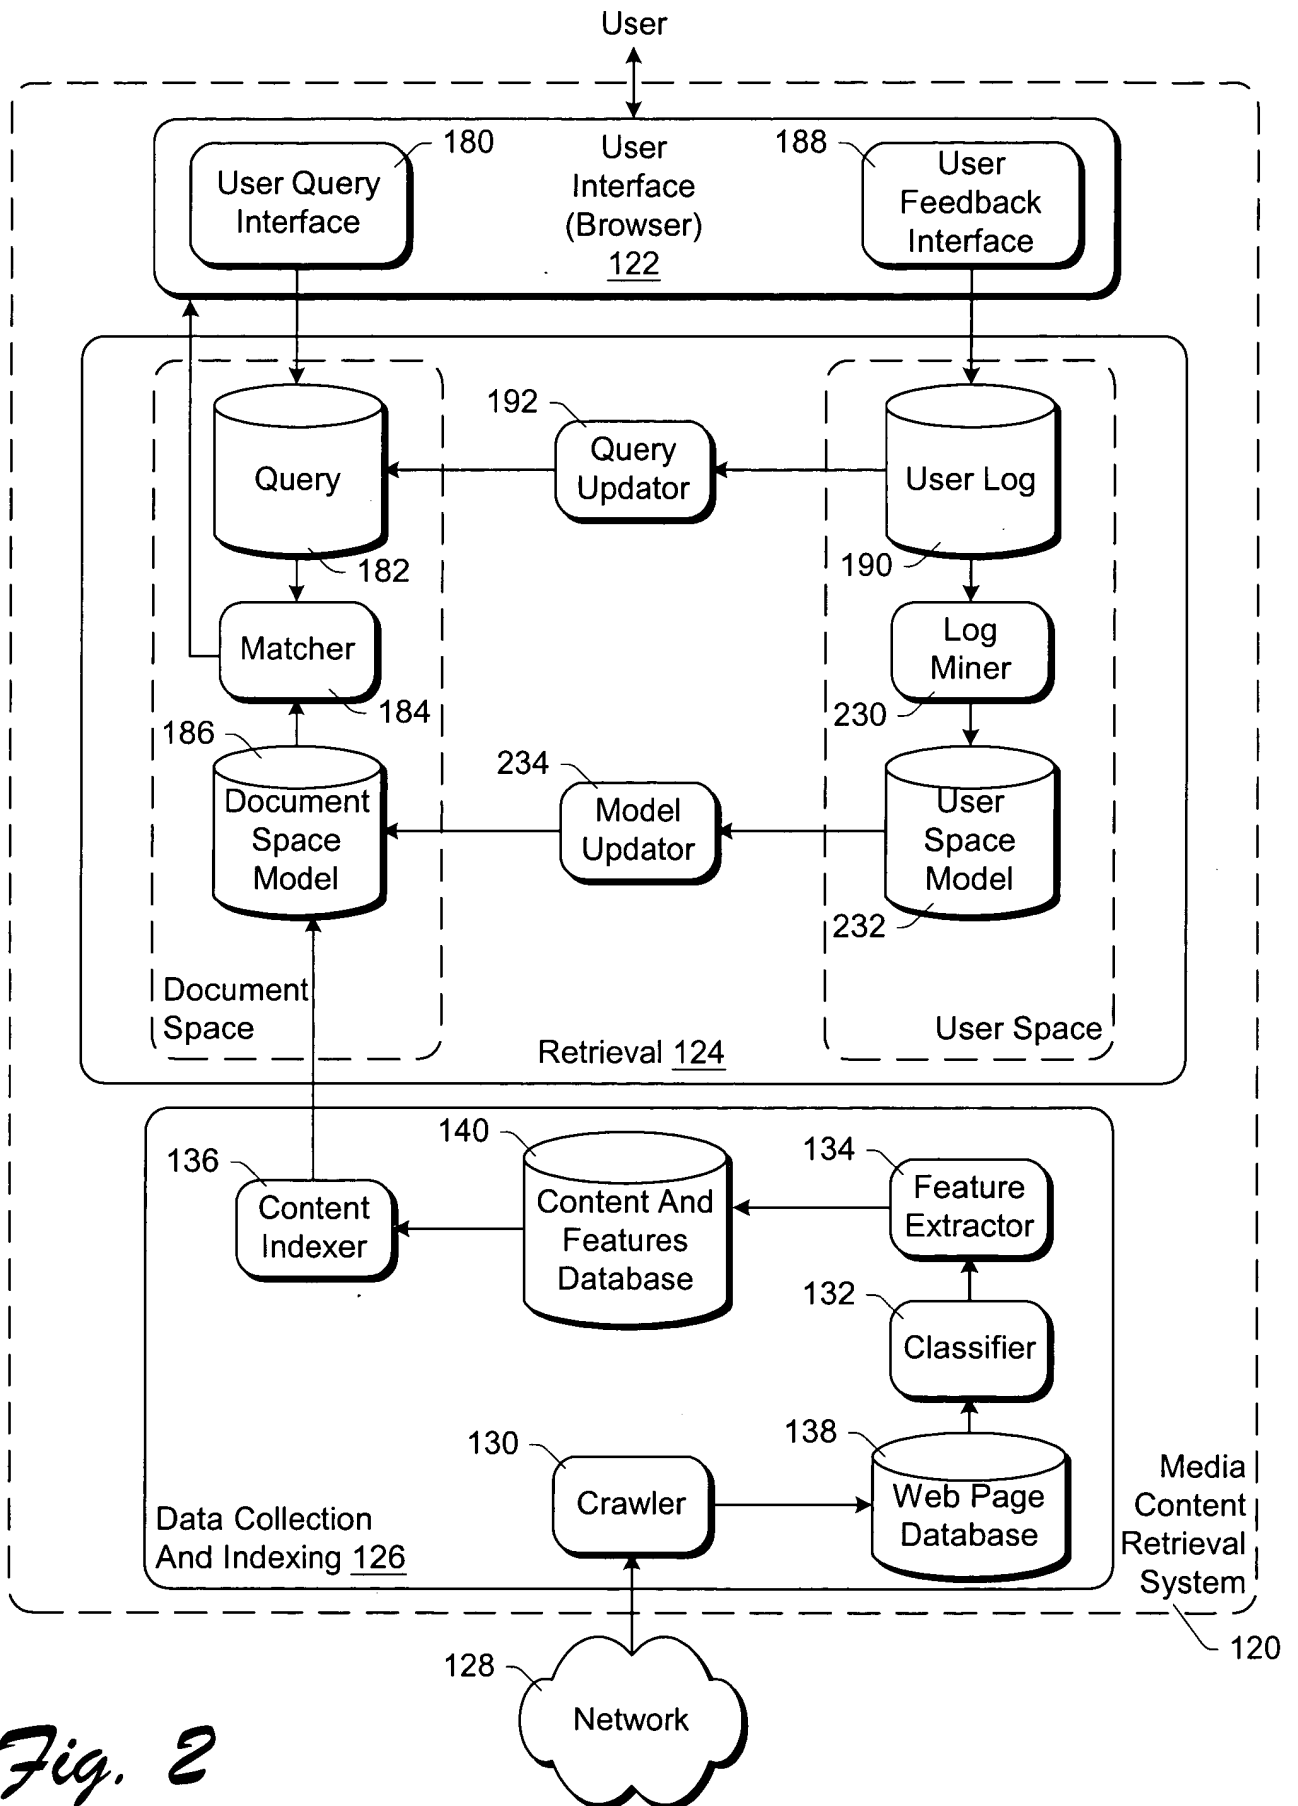 User
180
User Query
Interface
User
Interface
(Browser)
122
188
User
Feedback
Interface
Query
182
192
Query
Updator
User Log
190
Matcher
184
Log
Miner
230
186
Document
Space
Model
234
Model
Updator
User
Space
Model
232
Document
Space
User Space
Retrieval 124
136
Content
Indexer
140
Content And
Features
Database
134
Feature
Extractor
132
Classifier
130
Crawler
138
Web Page
Database
Data Collection
And Indexing 126
Media
Content
Retrieval
System
120
128
Network
Fig. 2